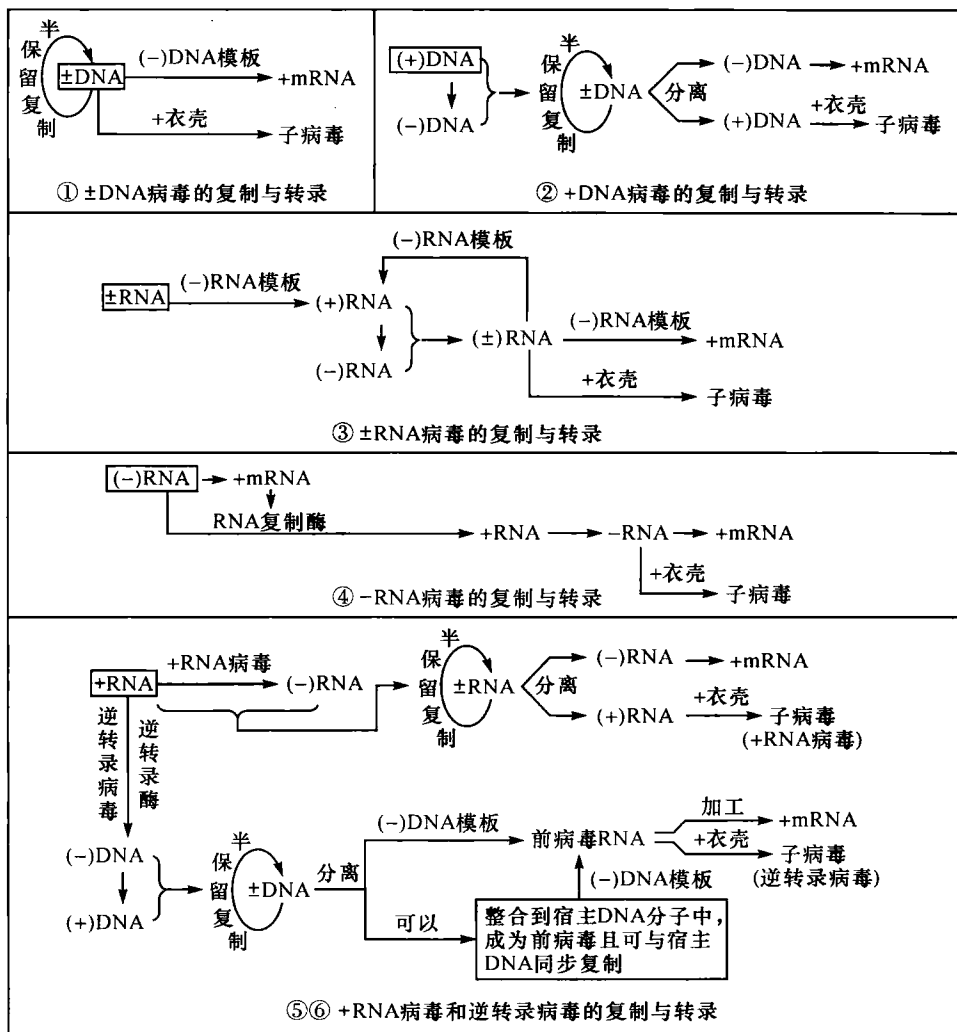 半
保留复制
±DNA
(−)DNA模板
+mRNA
+衣壳
子病毒
① ±DNA病毒的复制与转录
(+)DNA
(−)DNA
半
保留复制
±DNA
分离
(−)DNA
+mRNA
(+)DNA
+衣壳
子病毒
② +DNA病毒的复制与转录
(−)RNA模板
±RNA
(−)RNA模板
(+)RNA
(−)RNA
(±)RNA
(−)RNA模板
+mRNA
+衣壳
子病毒
③ ±RNA病毒的复制与转录
(−)RNA
+mRNA
RNA复制酶
+RNA
−RNA
+mRNA
+衣壳
子病毒
④ −RNA病毒的复制与转录
+RNA
+RNA病毒
(−)RNA
半
保留复制
±RNA
分离
(−)RNA
+mRNA
(+)RNA
+衣壳
子病毒
(+RNA病毒)
逆转录病毒
逆转录酶
(−)DNA
(+)DNA
半
保留复制
±DNA
分离
(−)DNA模板
前病毒RNA
加工
+mRNA
+衣壳
子病毒
(逆转录病毒)
(−)DNA模板
可以
整合到宿主DNA分子中,
成为前病毒且可与宿主
DNA同步复制
⑤⑥ +RNA病毒和逆转录病毒的复制与转录